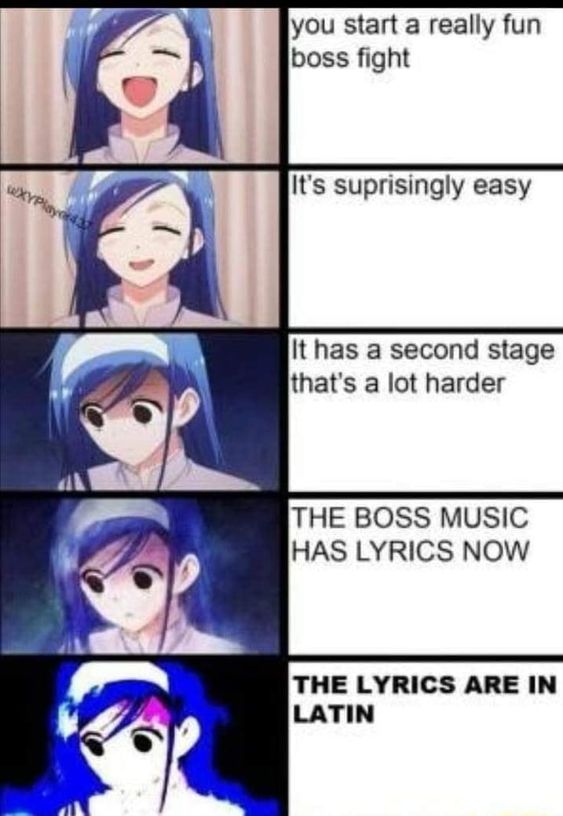 you start a really fun
boss fight
It's suprisingly easy
u/XYPlayer437
It has a second stage
that's a lot harder
THE BOSS MUSIC
HAS LYRICS NOW
THE LYRICS ARE IN
LATIN